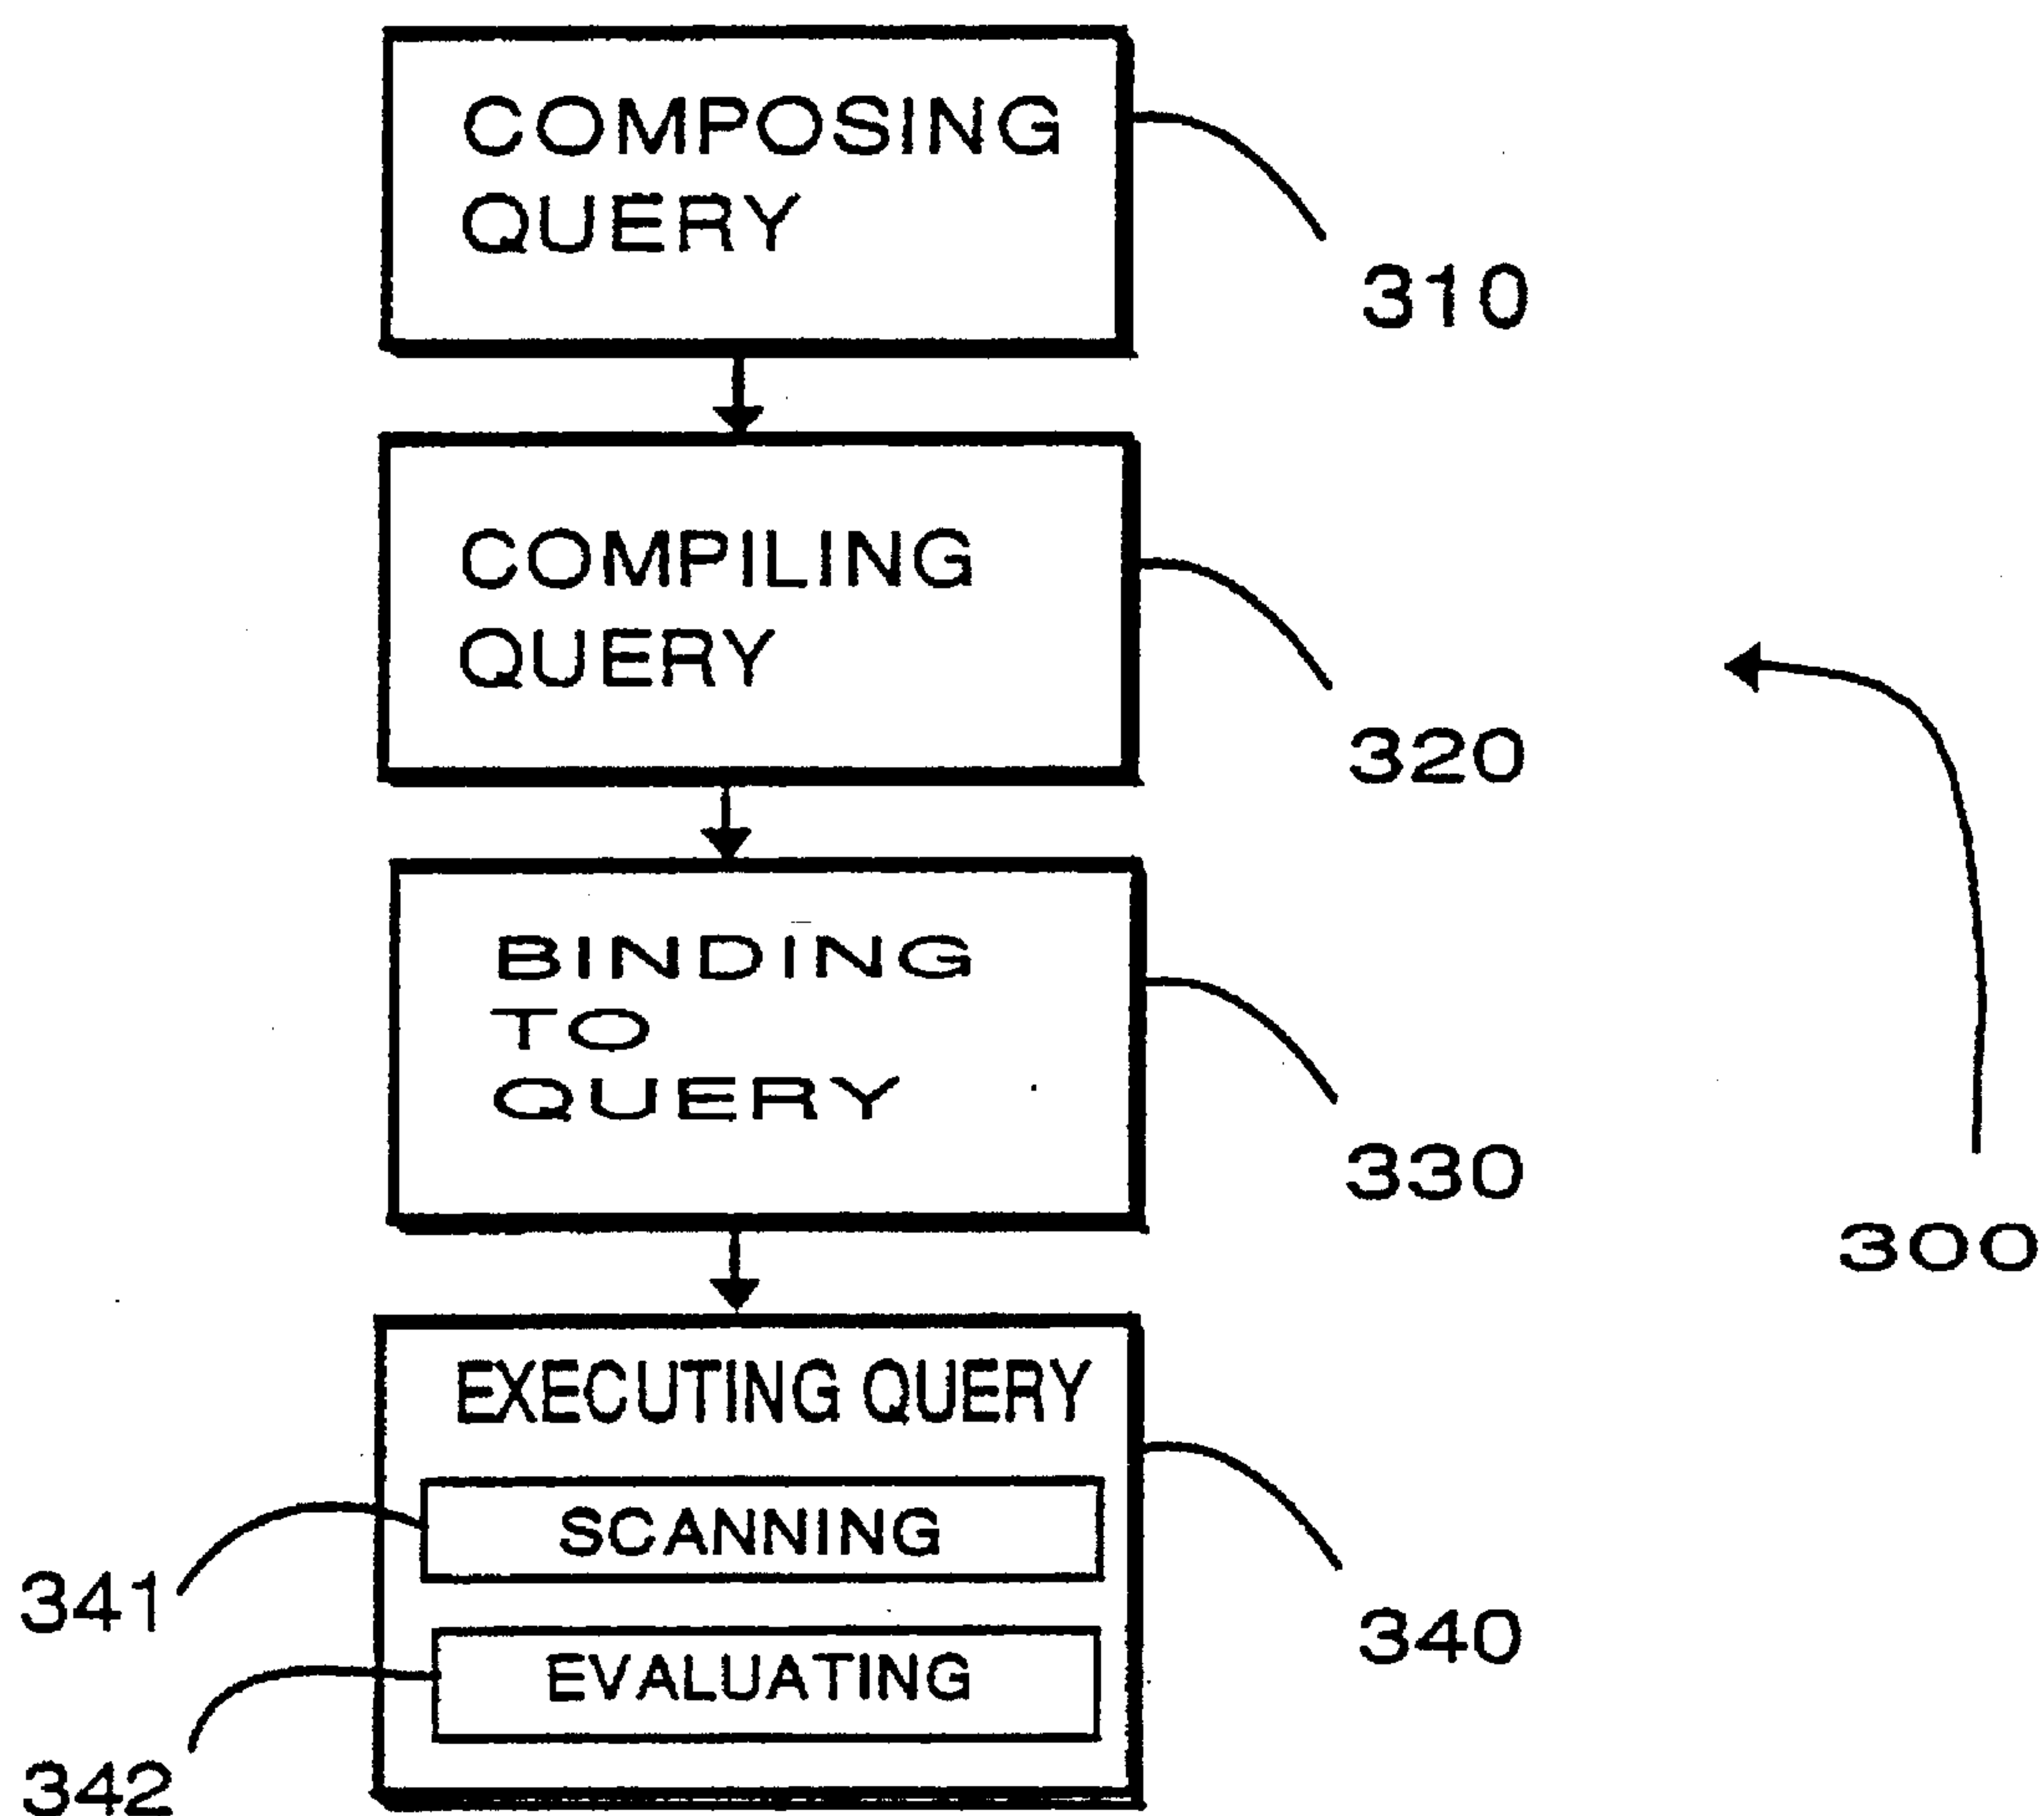 COMPOSING
QUERY
310
COMPILING
QUERY
320
BINDING
TO
QUERY
330
300
EXECUTING QUERY
SCANNING
341
340
EVALUATING
342